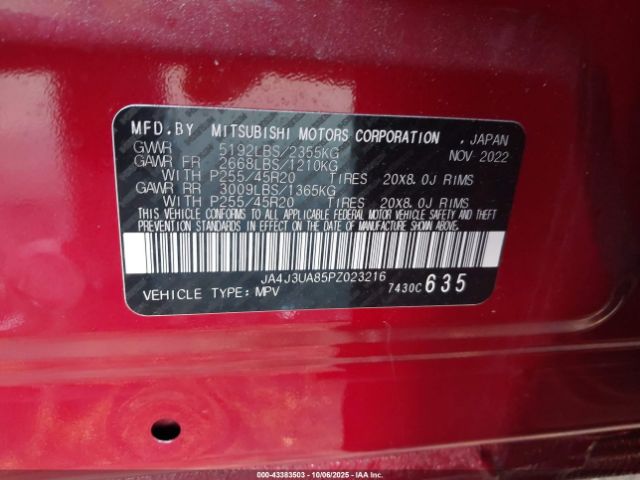 MFD.BY MITSUBISHI MOTORS CORPORATION , JAPAN
GVWR 5192LBS/2355KG NOV 2022
GAWR FR 2668LBS/1210KG
WITH P255/45R20 TIRES 20X8.0J RIMS
GAWR RR 3009LBS/1365KG
WITH P255/45R20 TIRES 20X8.0J RIMS
THIS VEHICLE CONFORMS TO ALL APPLICABLE FEDERAL MOTOR VEHICLE SAFETY AND THEFT
PREVENTION STANDARDS IN EFFECT ON THE DATE OF MANUFACTURE SHOWN ABOVE.
JA4J3UA85PZ023216
VEHICLE TYPE: MPV 7430C 635
000-43383503 | 10/06/2025 | IAA Inc.